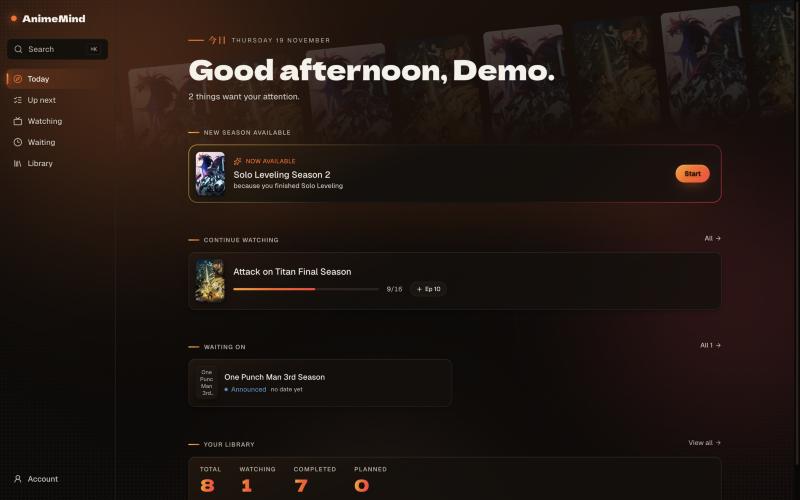 AnimeMind
Search
⌘K
Today
Up next
Watching
Waiting
Library
Account
今日 THURSDAY 19 NOVEMBER
Good afternoon, Demo.
2 things want your attention.
NEW SEASON AVAILABLE
NOW AVAILABLE
Solo Leveling Season 2
because you finished Solo Leveling
Start
CONTINUE WATCHING
All →
Attack on Titan Final Season
9/16
+ Ep 10
WAITING ON
All 1 →
One
Punc
Man
3rd…
One Punch Man 3rd Season
Announced no date yet
YOUR LIBRARY
View all →
TOTAL
WATCHING
COMPLETED
PLANNED
8
1
7
0